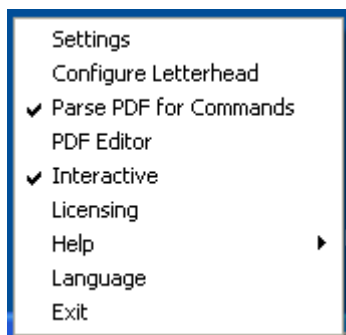 Settings
Configure Letterhead
Parse PDF for Commands
PDF Editor
Interactive
Licensing
Help
Language
Exit